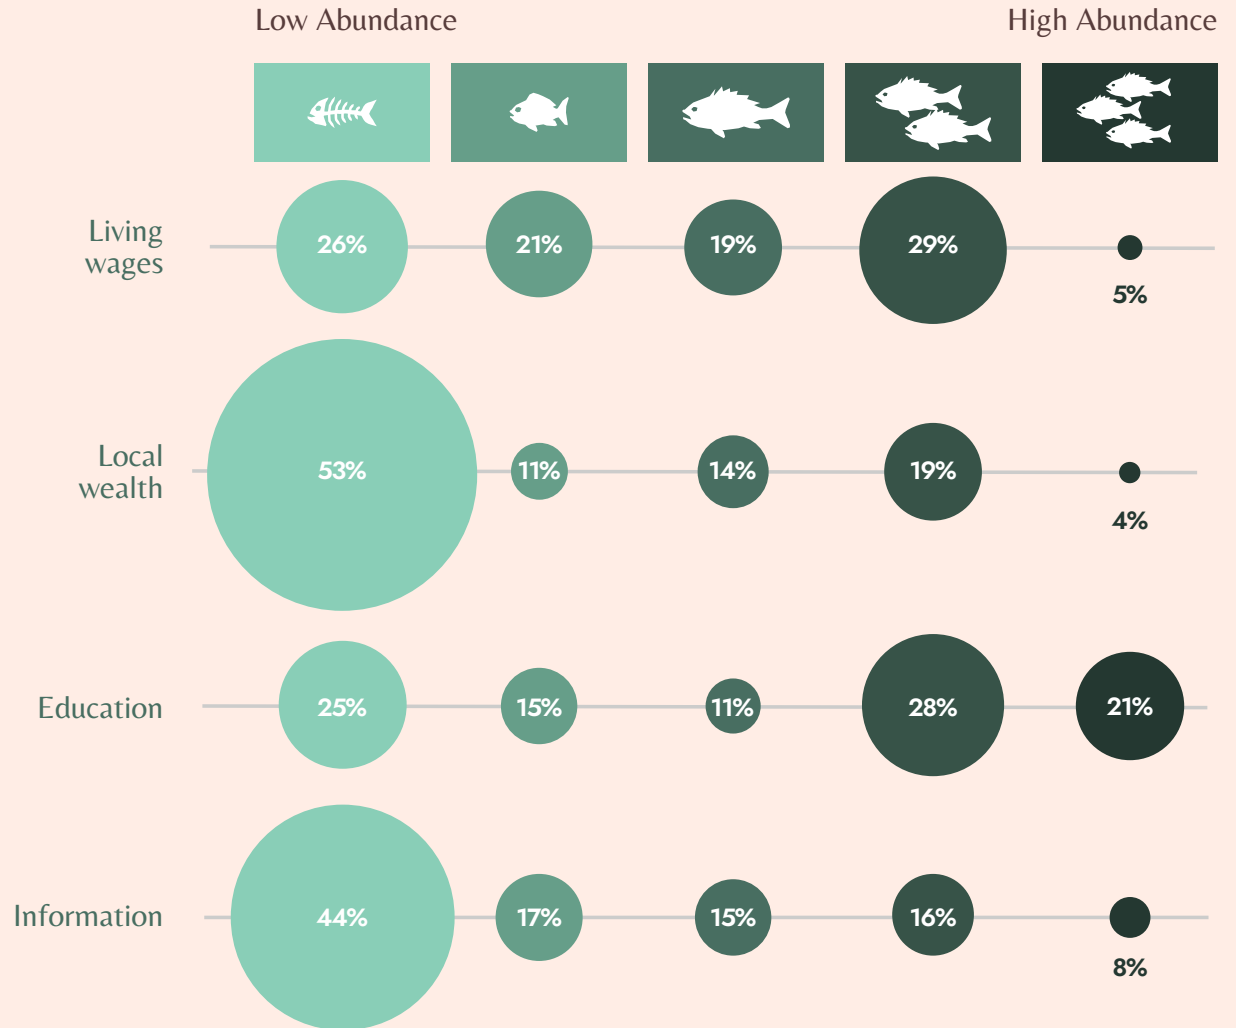 Low Abundance
High Abundance
Living
wages
26%
21%
19%
29%
5%
Local
wealth
53%
11%
14%
19%
4%
Education
25%
15%
11%
28%
21%
Information
44%
17%
15%
16%
8%